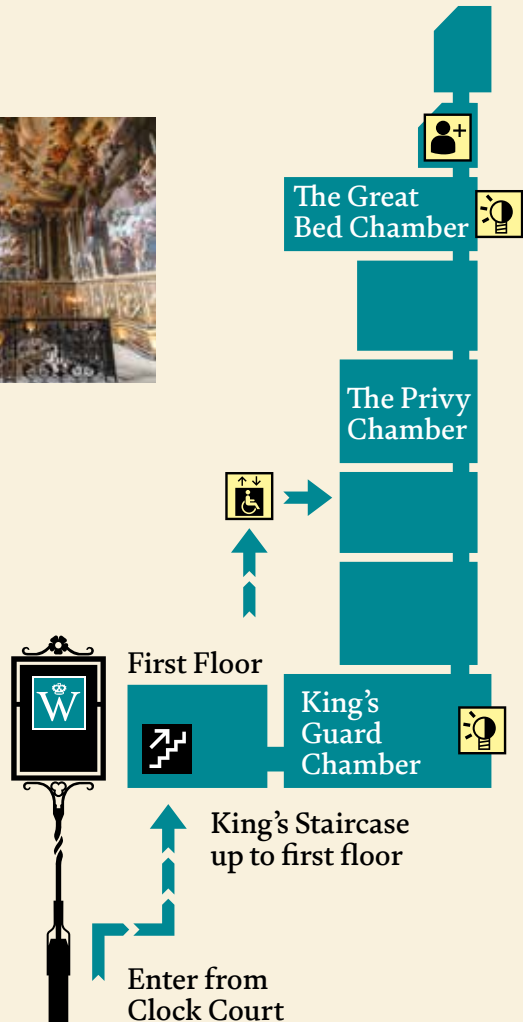 The Great
Bed Chamber
The Privy
Chamber
First Floor
W
King's
Guard
Chamber
King's Staircase
up to first floor
Enter from
Clock Court